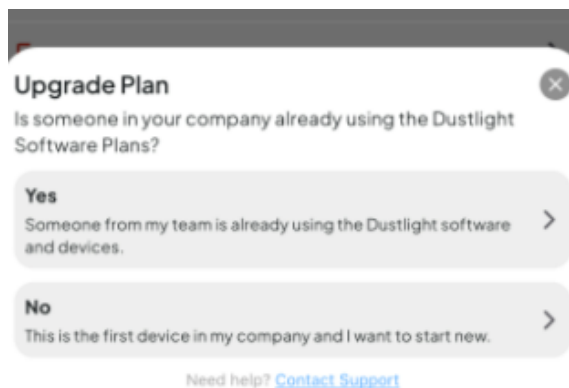 Upgrade Plan
Is someone in your company already using the Dustlight
Software Plans?
Yes
Someone from my team is already using the Dustlight software
and devices.
No
This is the first device in my company and I want to start new.
Need help? Contact Support